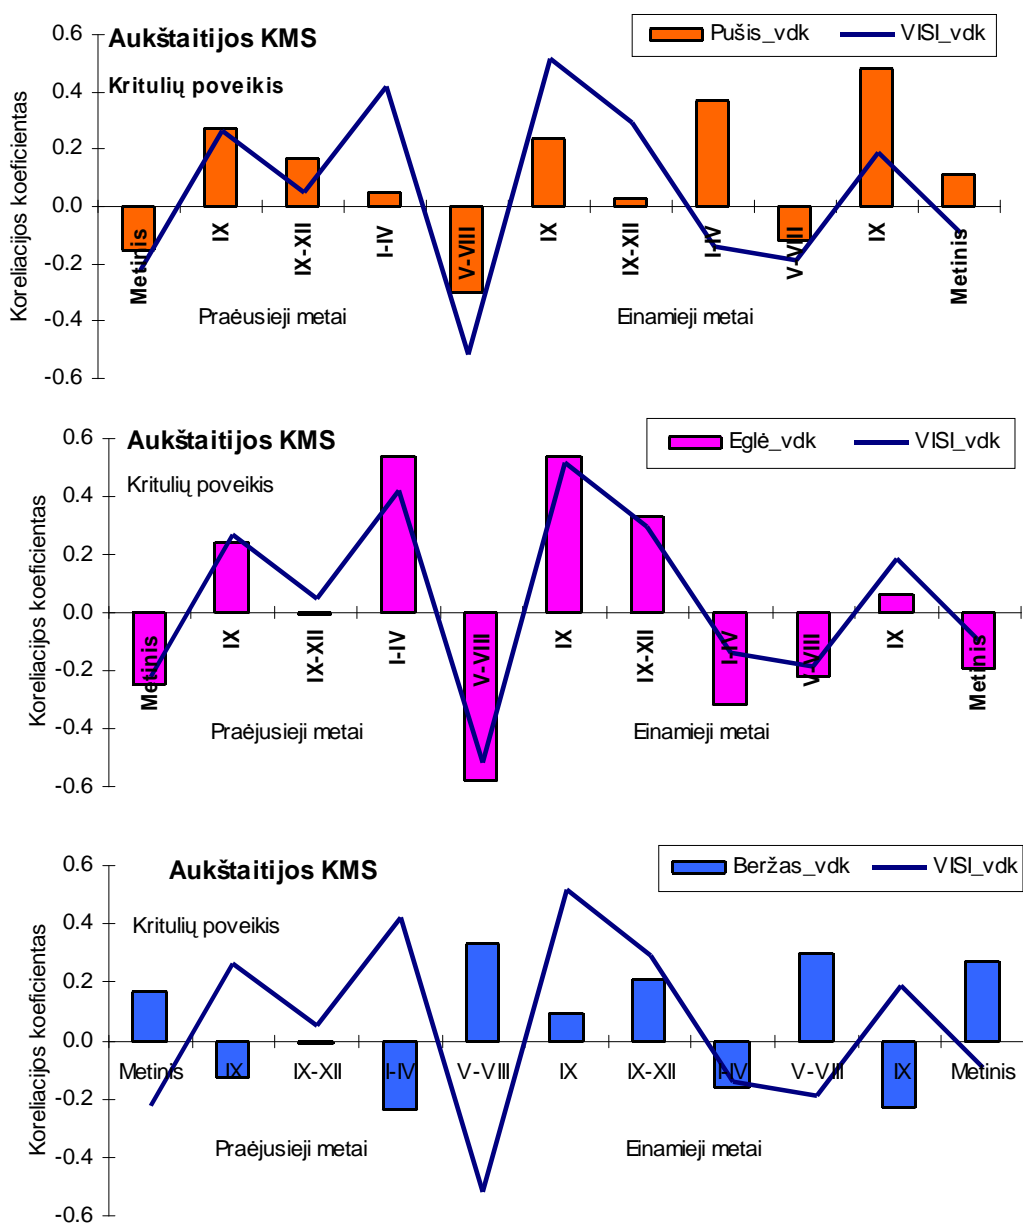 0.6
Aukštaitijos KMS
Pušis_vdk VISI_vdk
0.4
Kritulių poveikis
0.2
0.0
-0.2
-0.4
-0.6
Koreliacijos koeficientas
Metinis IX IX-XII I-IV V-VIII IX IX-XII I-IV V-VIII IX Metinis
Praėusieji metai Einamieji metai
0.6
Aukštaitijos KMS
Eglė_vdk VISI_vdk
0.4
Kritulių poveikis
0.2
0.0
-0.2
-0.4
-0.6
Koreliacijos koeficientas
Metinis IX IX-XII I-IV V-VIII IX IX-XII I-IV V-VIII IX Metinis
Praėjusieji metai Einamieji metai
0.6
Aukštaitijos KMS
Beržas_vdk VISI_vdk
0.4
Kritulių poveikis
0.2
0.0
-0.2
-0.4
-0.6
Koreliacijos koeficientas
Metinis IX IX-XII I-IV V-VIII IX IX-XII I-IV V-VIII IX Metinis
Praėjusieji metai Einamieji metai